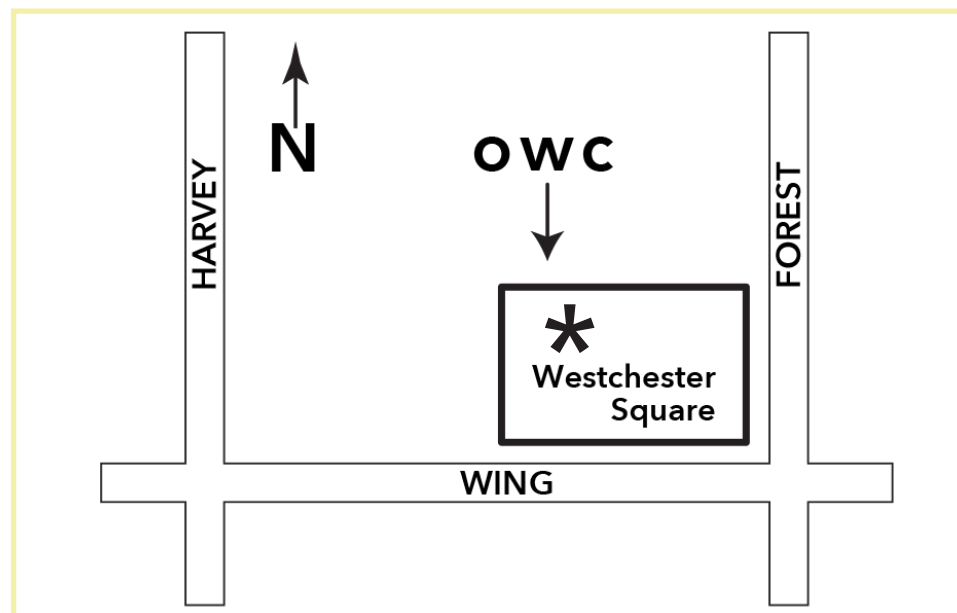 N
OWC
HARVEY
FOREST
*
Westchester
Square
WING